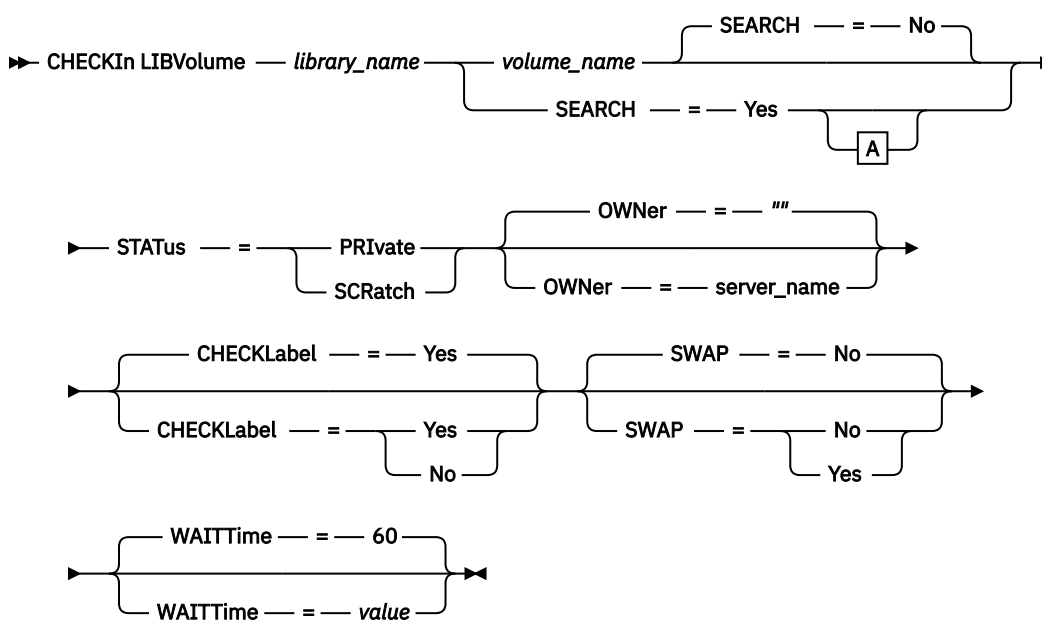 SEARCH — = — No
CHECKIn LIBVolume — library_name — volume_name
SEARCH — = — Yes
A
OWNer — = — ""
STATus — = — PRIvate
SCRatch
OWNer — = — server_name
CHECKLabel — = — Yes
SWAP — = — No
CHECKLabel — = — Yes
No
SWAP — = — No
Yes
WAITTime — = — 60
WAITTime — = — value